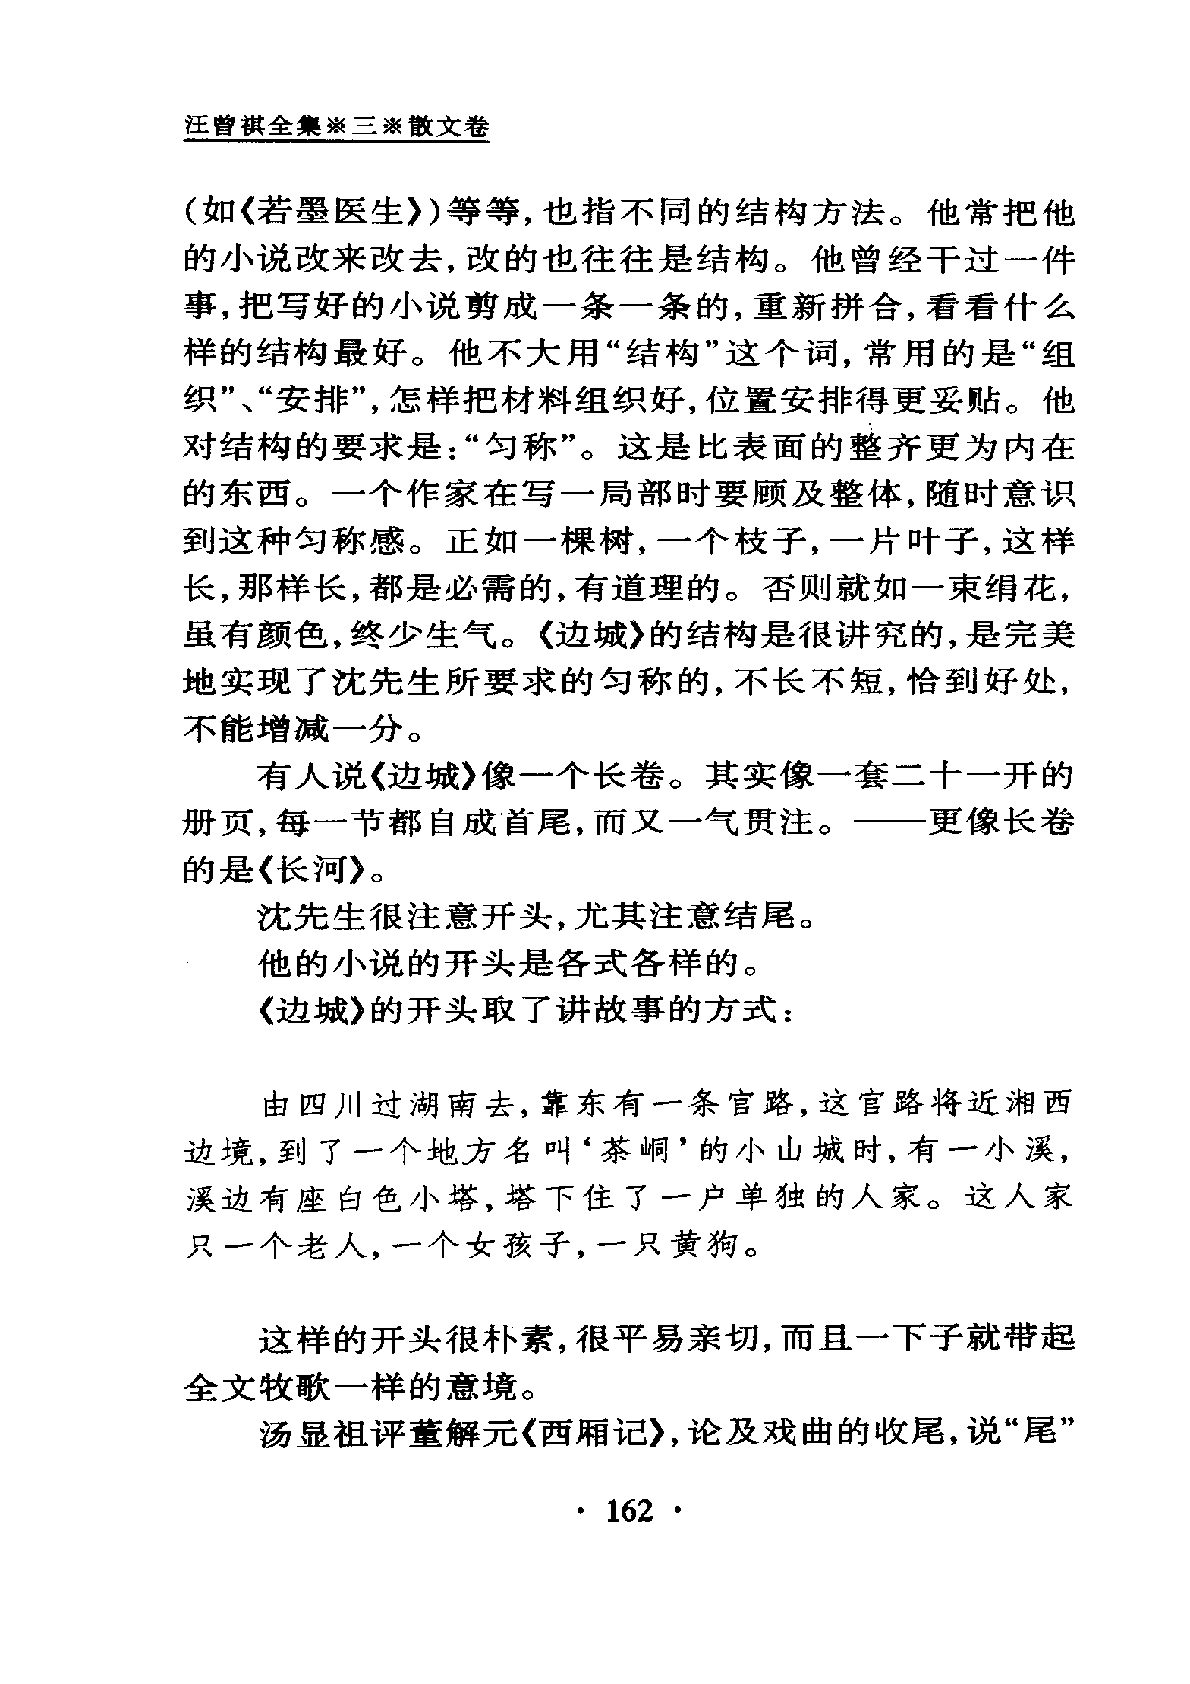 汪曾祺全集※三※散文卷
(如《若墨医生》)等等,也指不同的结构方法。他常把他
的小说改来改去,改的也往往是结构。他曾经干过一件
事,把写好的小说剪成一条一条的,重新拼合,看看什么
样的结构最好。他不大用“结构”这个词,常用的是“组
织”、“安排”,怎样把材料组织好,位置安排得更妥贴。他
对结构的要求是:“匀称”。这是比表面的整齐更为内在
的东西。一个作家在写一局部时要顾及整体,随时意识
到这种匀称感。正如一棵树,一个枝子,一片叶子,这样
长,那样长,都是必需的,有道理的。否则就如一束绢花,
虽有颜色,终少生气。《边城》的结构是很讲究的,是完美
地实现了沈先生所要求的匀称的,不长不短,恰到好处,
不能增减一分。
有人说《边城》像一个长卷。其实像一套二十一开的
册页,每一节都自成首尾,而又一气贯注。——更像长卷
的是《长河》。
沈先生很注意开头,尤其注意结尾。
他的小说的开头是各式各样的。
《边城》的开头取了讲故事的方式:
由四川过湖南去,靠东有一条官路,这官路将近湘西
边境,到了一个地方名叫‘茶峒’的小山城时,有一小溪,
溪边有座白色小塔,塔下住了一户单独的人家。这人家
只一个老人,一个女孩子,一只黄狗。
这样的开头很朴素,很平易亲切,而且一下子就带起
全文牧歌一样的意境。
汤显祖评董解元《西厢记》,论及戏曲的收尾,说“尾”
· 162 ·